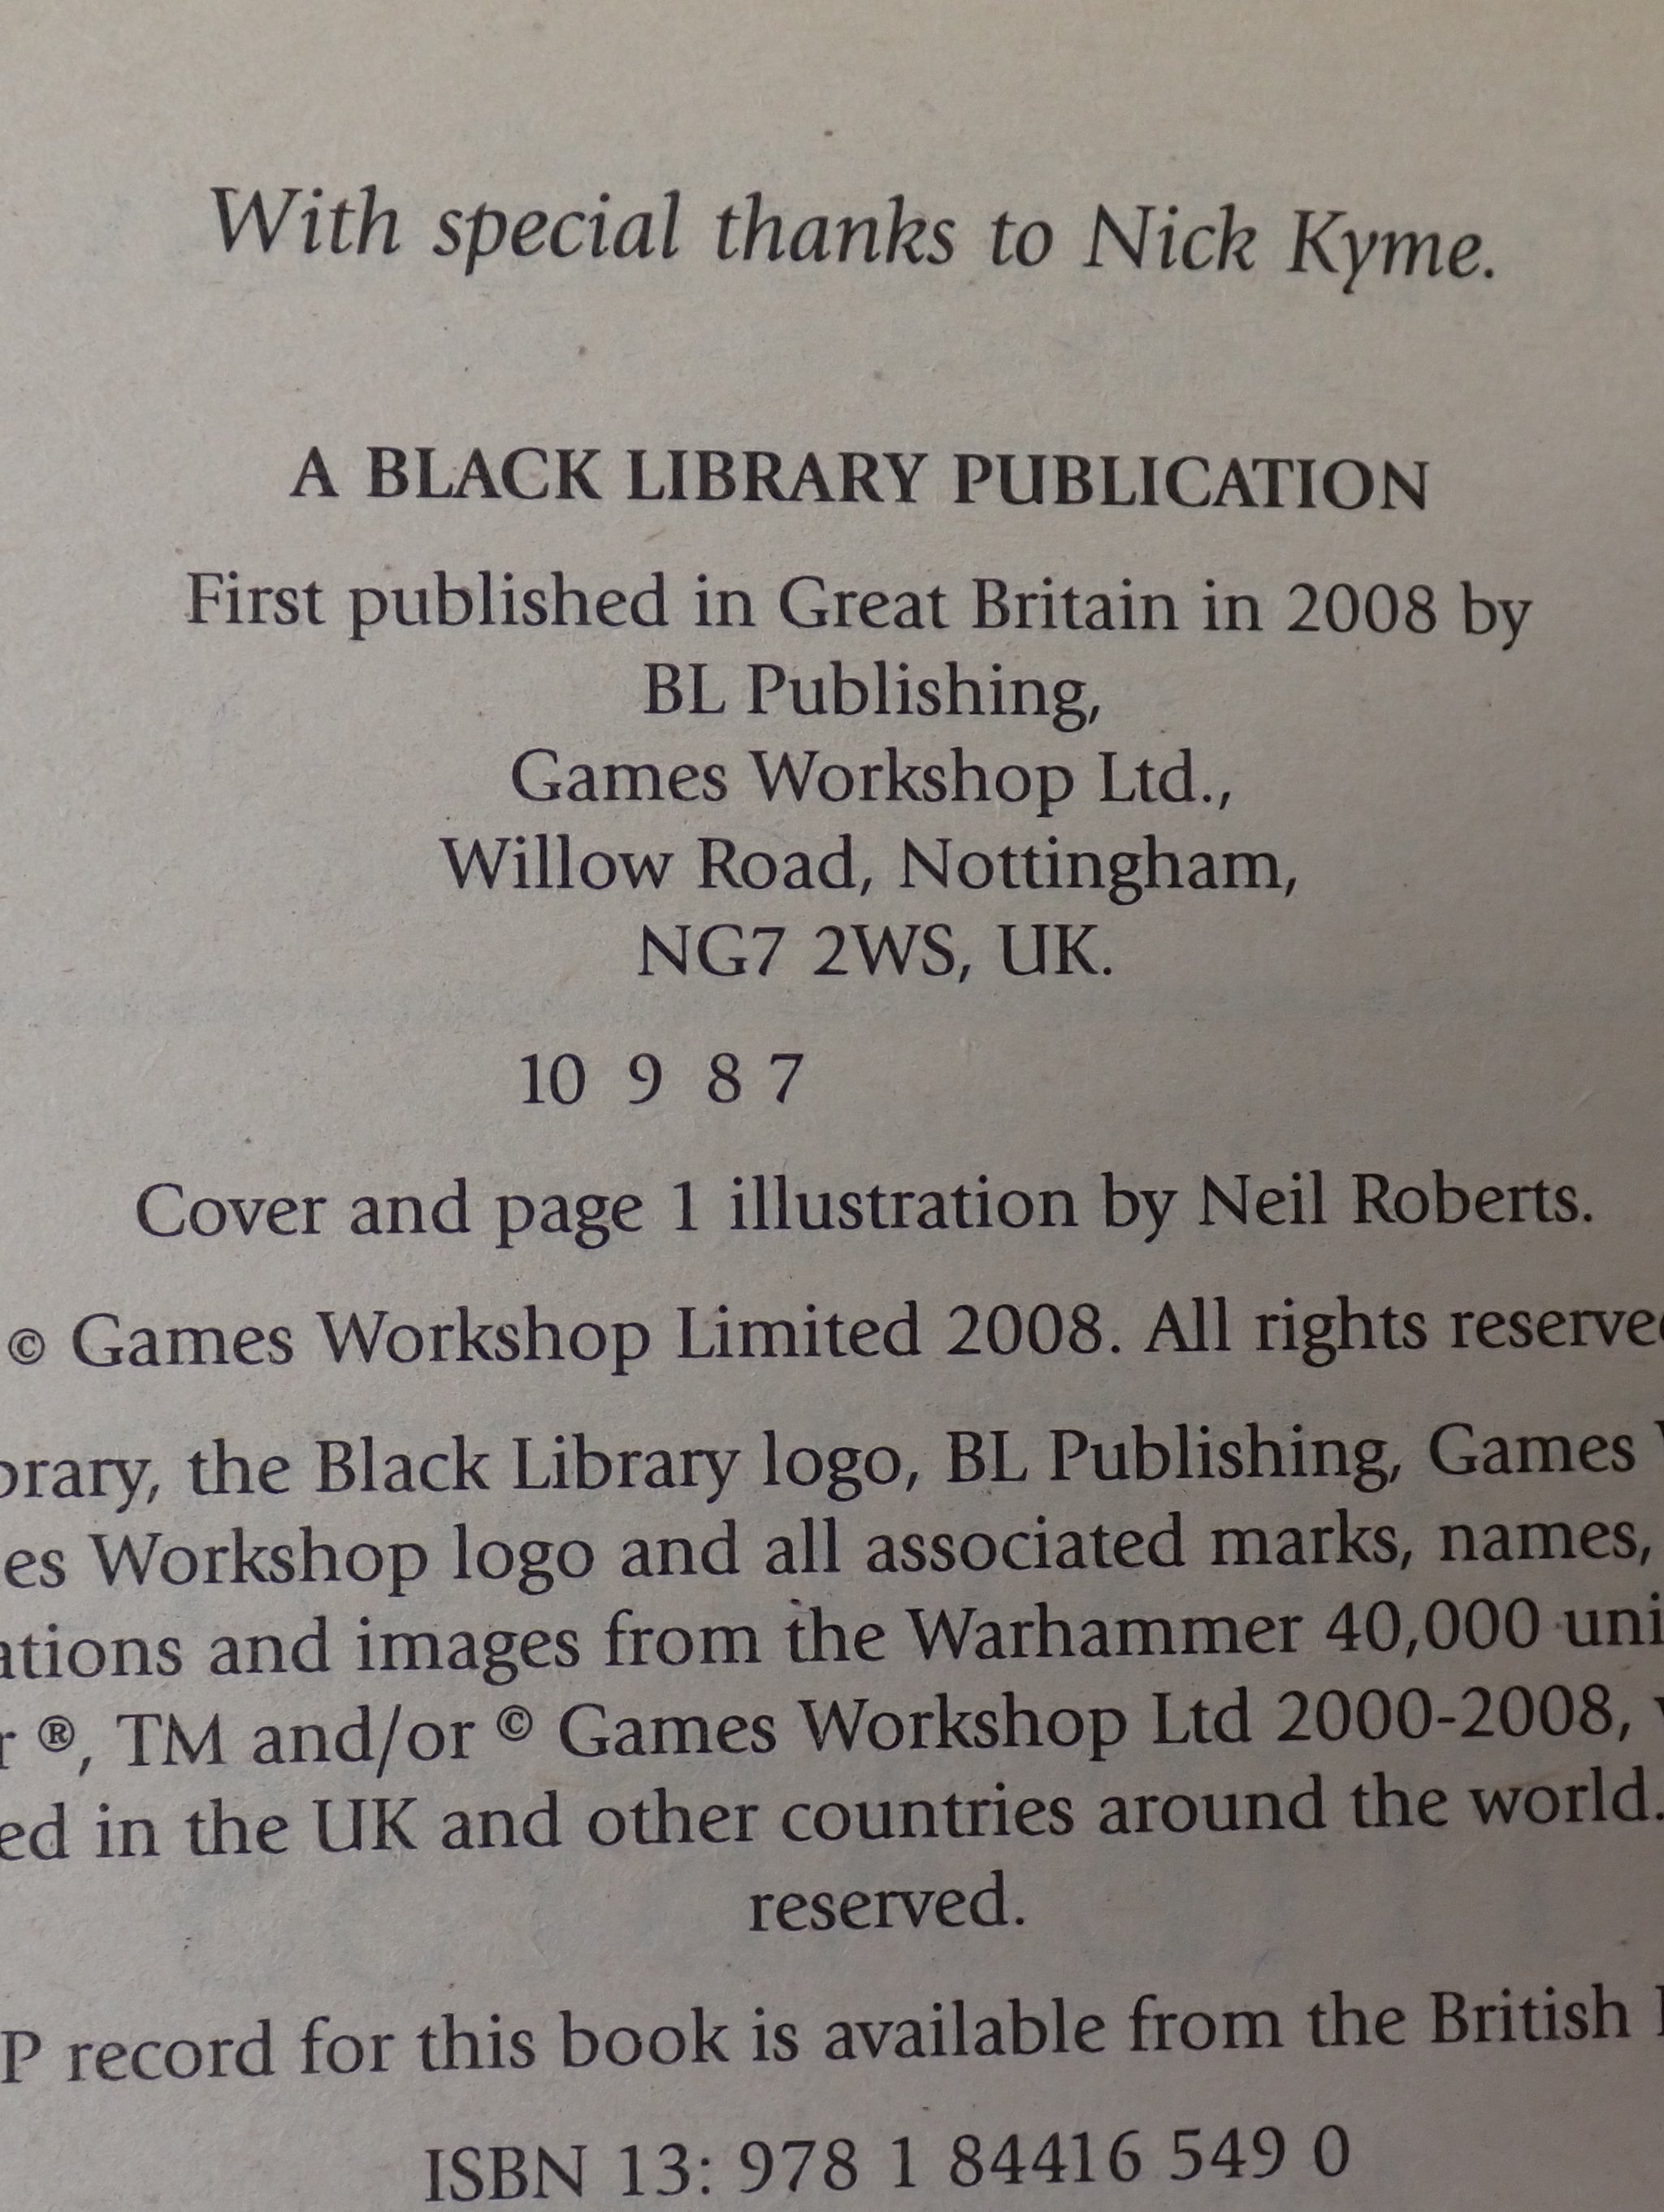 With special thanks to Nick Kyme.
A BLACK LIBRARY PUBLICATION
First published in Great Britain in 2008 by
BL Publishing,
Games Workshop Ltd.,
Willow Road, Nottingham,
NG7 2WS, UK.
10 9 8 7
Cover and page 1 illustration by Neil Roberts.
© Games Workshop Limited 2008. All rights
the Black Library logo, BL Publishing, Games
Workshop logo and all associated marks, names,
and images from the Warhammer 40,000
®, TM and/or © Games Workshop Ltd 2000-2008,
in the UK and other countries around the world.
reserved.
record for this book is available from the British
ISBN 13: 978 1 84416 549 0